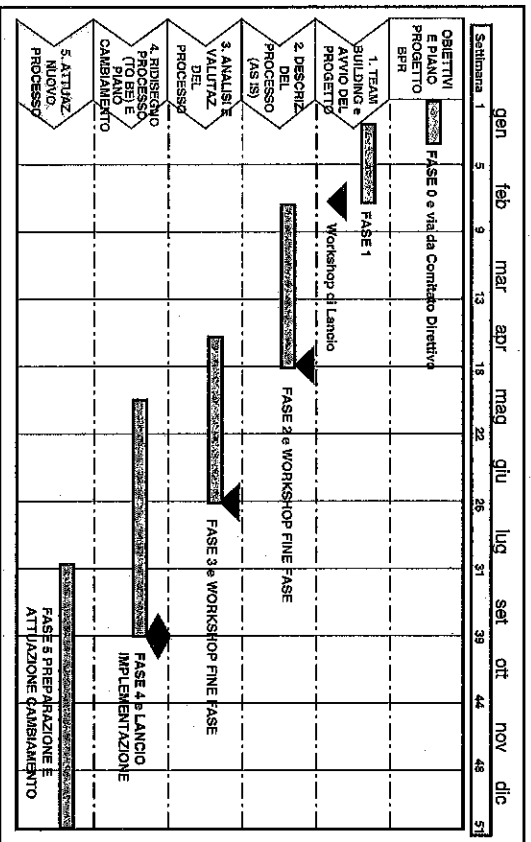 Settimana
1
5
9
13
18
22
26
31
39
44
48
51
gen
feb
mar
apr
mag
giu
lug
set
ott
nov
dic
OBIETTIVI
E PIANO
PROGETTO
BPR
FASE 0 e via da Comitato Direttivo
1. TEAM
BUILDING e
AVVIO DEL
PROGETTO
FASE 1
Workshop di Lancio
2. DESCRIZ
DEL
PROCESSO
(AS IS)
FASE 2 e WORKSHOP FINE FASE
3. ANALISI E
VALUTAZ
DEL
PROCESSO
FASE 3 e WORKSHOP FINE FASE
4. RIDISEGNO
PROCESSO
(TO BE) E
PIANO
CAMBIAMENTO
FASE 4 e LANCIO
IMPLEMENTAZIONE
5. ATTUAZ.
NUOVO
PROCESSO
FASE 5 PREPARAZIONE E
ATTUAZIONE CAMBIAMENTO